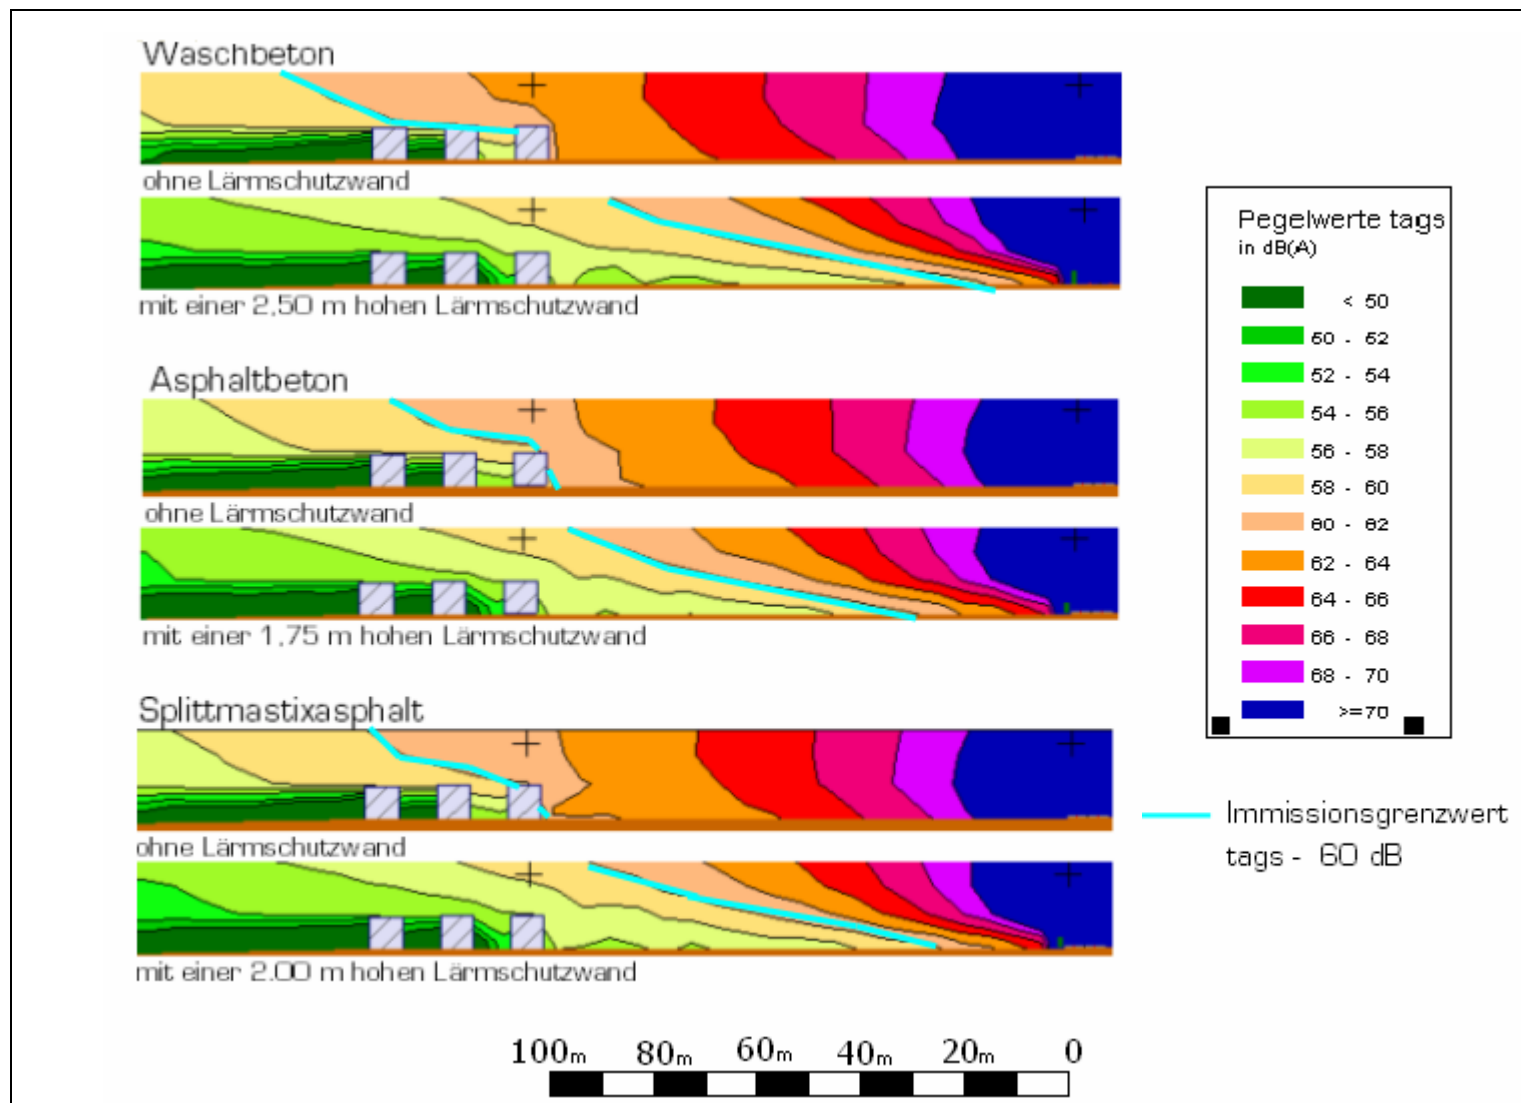 Waschbeton
ohne Lärmschutzwand
mit einer 2,50 m hohen Lärmschutzwand
Asphaltbeton
ohne Lärmschutzwand
mit einer 1,75 m hohen Lärmschutzwand
Splittmastixasphalt
ohne Lärmschutzwand
mit einer 2.00 m hohen Lärmschutzwand
Pegelwerte tags
in dB(A)
< 50
50 - 52
52 - 54
54 - 56
56 - 58
58 - 60
60 - 62
62 - 64
64 - 66
66 - 68
68 - 70
>=70
Immissionsgrenzwert
tags - 60 dB
100m 80m 60m 40m 20m 0